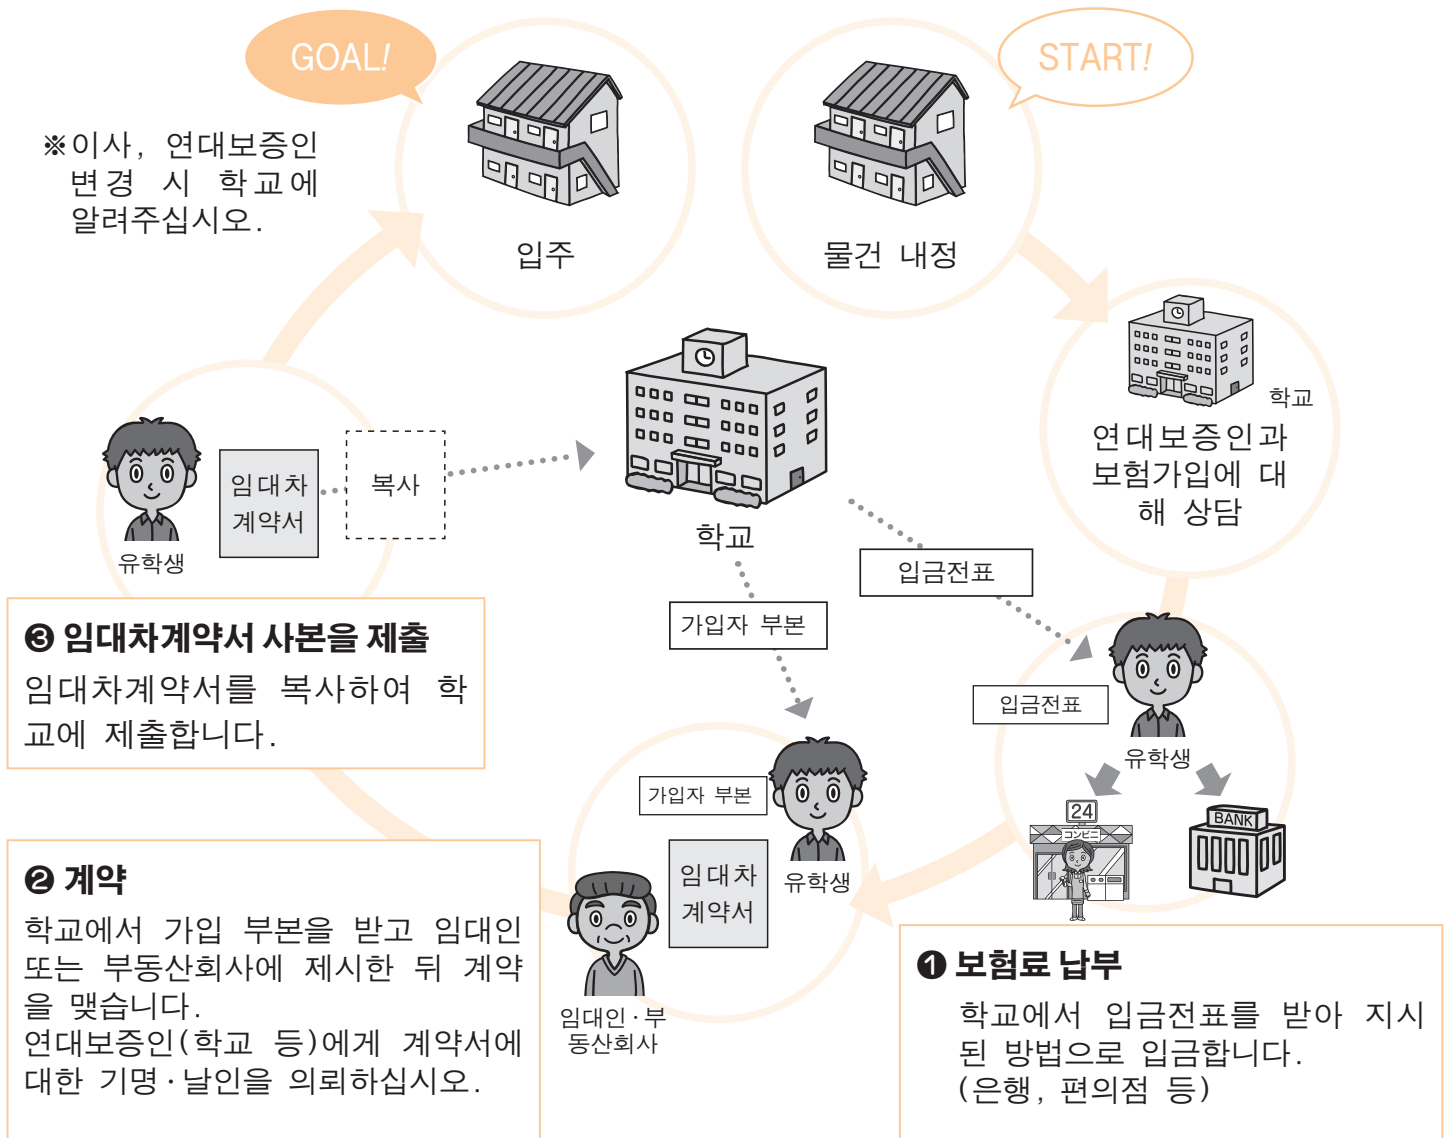 GOAL!
START!
※이사, 연대보증인
변경 시 학교에
알려주십시오.
입주
물건 내정
학교
연대보증인과
보험가입에 대
해 상담
임대차
계약서
복사
유학생
학교
입금전표
가입자 부본
❸ 임대차계약서 사본을 제출
임대차계약서를 복사하여 학
교에 제출합니다.
입금전표
유학생
가입자 부본
임대차
계약서
유학생
24
コンビニ
BANK
임대인·부
동산회사
❷ 계약
학교에서 가입 부본을 받고 임대인
또는 부동산회사에 제시한 뒤 계약
을 맺습니다.
연대보증인(학교 등)에게 계약서에
대한 기명·날인을 의뢰하십시오.
❶ 보험료 납부
학교에서 입금전표를 받아 지시
된 방법으로 입금합니다.
(은행, 편의점 등)